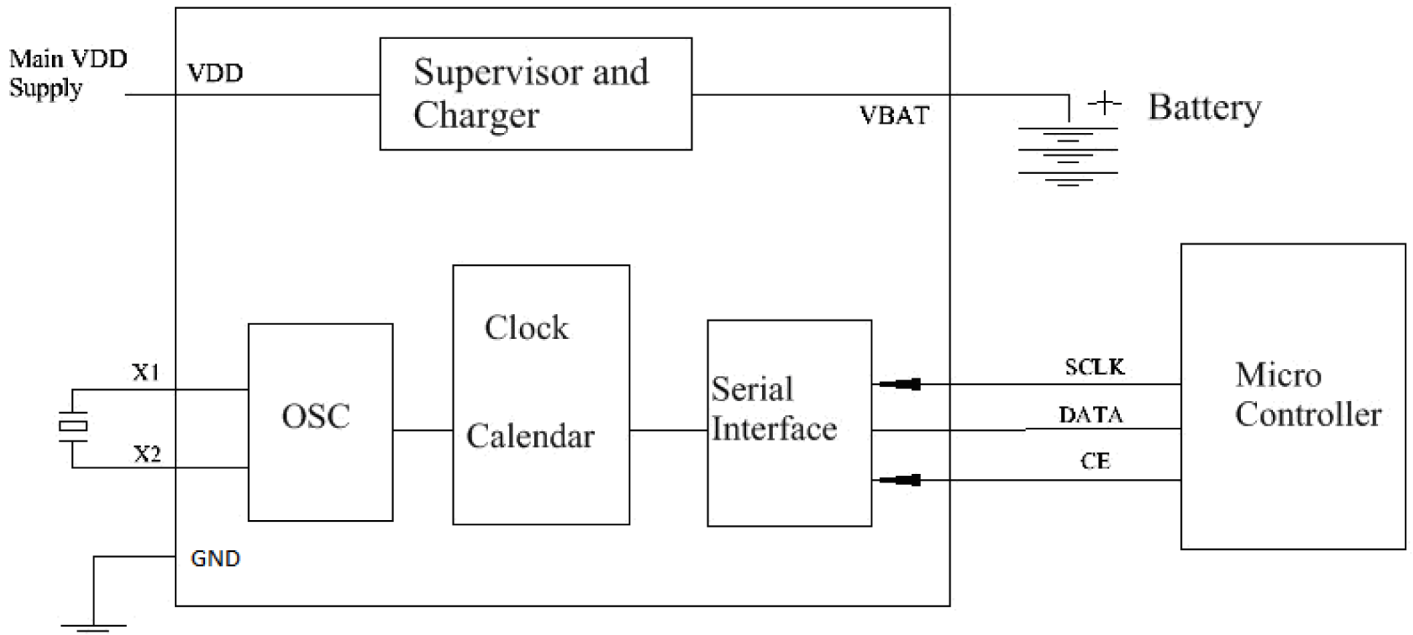 Main VDD
Supply
VDD
Supervisor and
Charger
VBAT
+
Battery
X1
X2
OSC
Clock
Calendar
Serial
Interface
SCLK
DATA
CE
Micro
Controller
GND